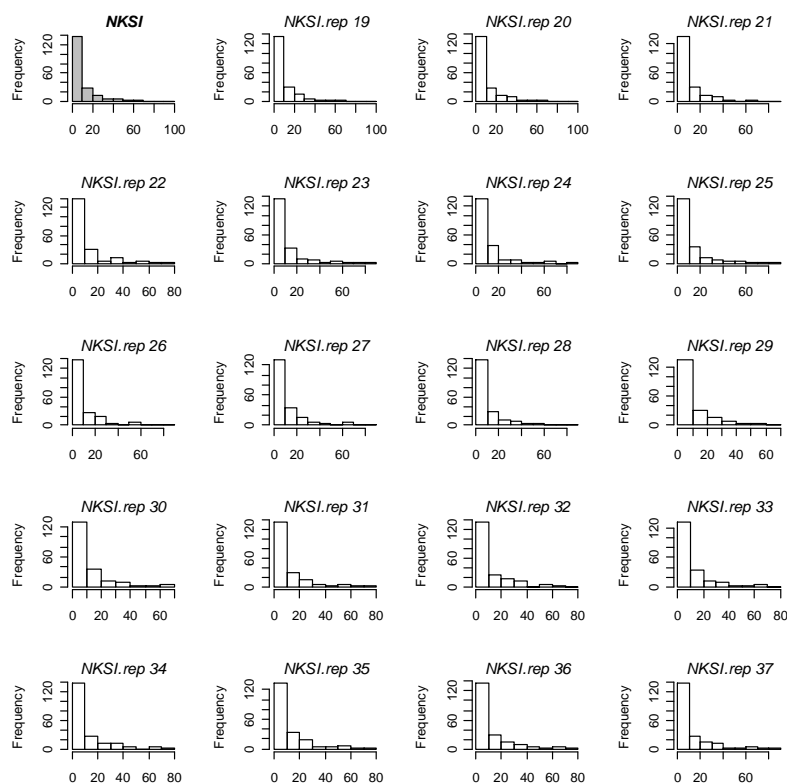 NKSI
Frequency
0 60 120
0 20 60 100
NKSI.rep 19
Frequency
0 60 120
0 20 60 100
NKSI.rep 20
Frequency
0 60 120
0 20 60 100
NKSI.rep 21
Frequency
0 60 120
0 20 60
NKSI.rep 22
Frequency
0 60 120
0 20 40 60 80
NKSI.rep 23
Frequency
0 60 120
0 20 60
NKSI.rep 24
Frequency
0 60 120
0 20 60
NKSI.rep 25
Frequency
0 60 120
0 20 60
NKSI.rep 26
Frequency
0 60 120
0 20 60
NKSI.rep 27
Frequency
0 60 120
0 20 60
NKSI.rep 28
Frequency
0 60 120
0 20 60
NKSI.rep 29
Frequency
0 60 120
0 20 40 60
NKSI.rep 30
Frequency
0 60 120
0 20 40 60
NKSI.rep 31
Frequency
0 60 120
0 20 40 60 80
NKSI.rep 32
Frequency
0 60 120
0 20 40 60 80
NKSI.rep 33
Frequency
0 60 120
0 20 40 60 80
NKSI.rep 34
Frequency
0 60 120
0 20 40 60 80
NKSI.rep 35
Frequency
0 60 120
0 20 40 60 80
NKSI.rep 36
Frequency
0 60 120
0 20 40 60 80
NKSI.rep 37
Frequency
0 60 120
0 20 40 60 80